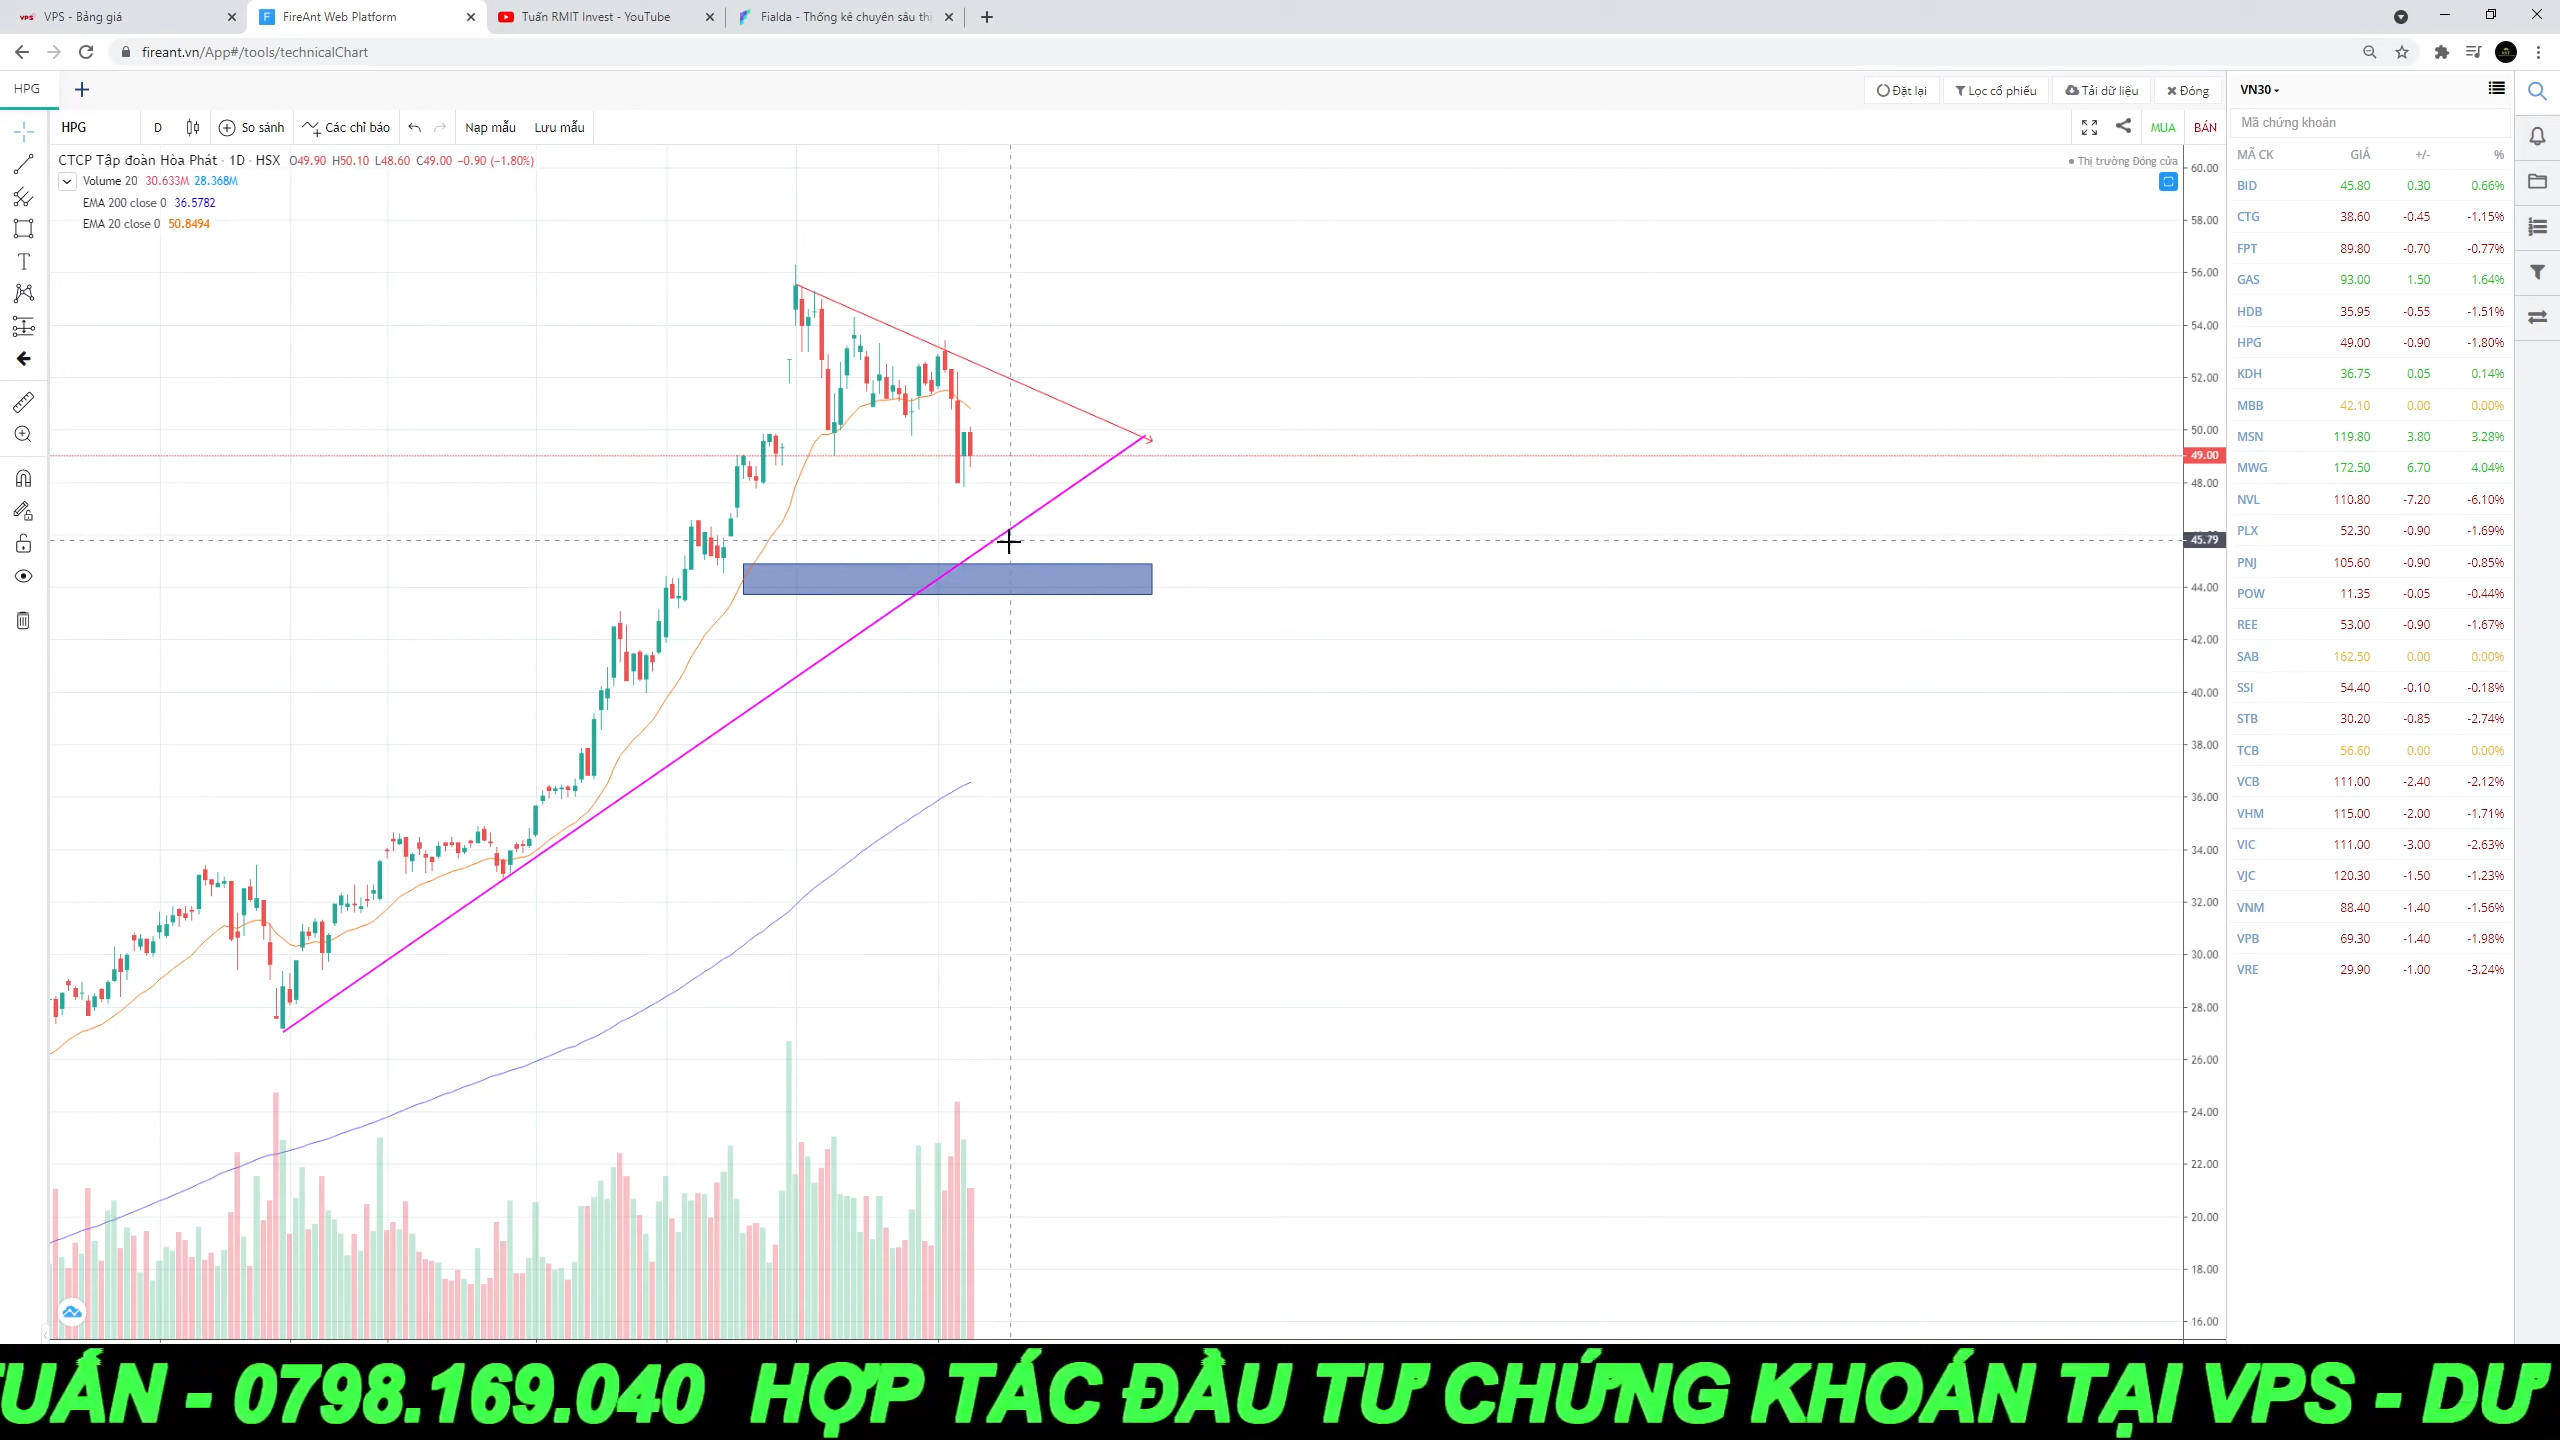 VPS - Bảng giá
FireAnt Web Platform
Tuấn RMIT Invest - YouTube
Fialda - Thống kê chuyên sâu thị
fireant.vn/App#/tools/technicalChart
HPG
Đặt lại
Lọc cổ phiếu
Tải dữ liệu
Đóng
VN30
HPG D So sánh Các chỉ báo Nạp mẫu Lưu mẫu
MUA BÁN
Mã chứng khoán
CTCP Tập đoàn Hòa Phát · 1D · HSX O49.90 H50.10 L48.60 C49.00 −0.90 (−1.80%)
Thị trường Đóng cửa
Volume 20 30.633M 28.368M
EMA 200 close 0 36.5782
EMA 20 close 0 50.8494
60.00
58.00
56.00
54.00
52.00
50.00
49.00
48.00
45.79
44.00
42.00
40.00
38.00
36.00
34.00
32.00
30.00
28.00
26.00
24.00
22.00
20.00
18.00
16.00
MÃ CK GIÁ +/- %
BID 45.80 0.30 0.66%
CTG 38.60 -0.45 -1.15%
FPT 89.80 -0.70 -0.77%
GAS 93.00 1.50 1.64%
HDB 35.95 -0.55 -1.51%
HPG 49.00 -0.90 -1.80%
KDH 36.75 0.05 0.14%
MBB 42.10 0.00 0.00%
MSN 119.80 3.80 3.28%
MWG 172.50 6.70 4.04%
NVL 110.80 -7.20 -6.10%
PLX 52.30 -0.90 -1.69%
PNJ 105.60 -0.90 -0.85%
POW 11.35 -0.05 -0.44%
REE 53.00 -0.90 -1.67%
SAB 162.50 0.00 0.00%
SSI 54.40 -0.10 -0.18%
STB 30.20 -0.85 -2.74%
TCB 56.60 0.00 0.00%
VCB 111.00 -2.40 -2.12%
VHM 115.00 -2.00 -1.71%
VIC 111.00 -3.00 -2.63%
VJC 120.30 -1.50 -1.23%
VNM 88.40 -1.40 -1.56%
VPB 69.30 -1.40 -1.98%
VRE 29.90 -1.00 -3.24%
TUẤN - 0798.169.040 HỢP TÁC ĐẦU TƯ CHỨNG KHOÁN TẠI VPS - DƯ